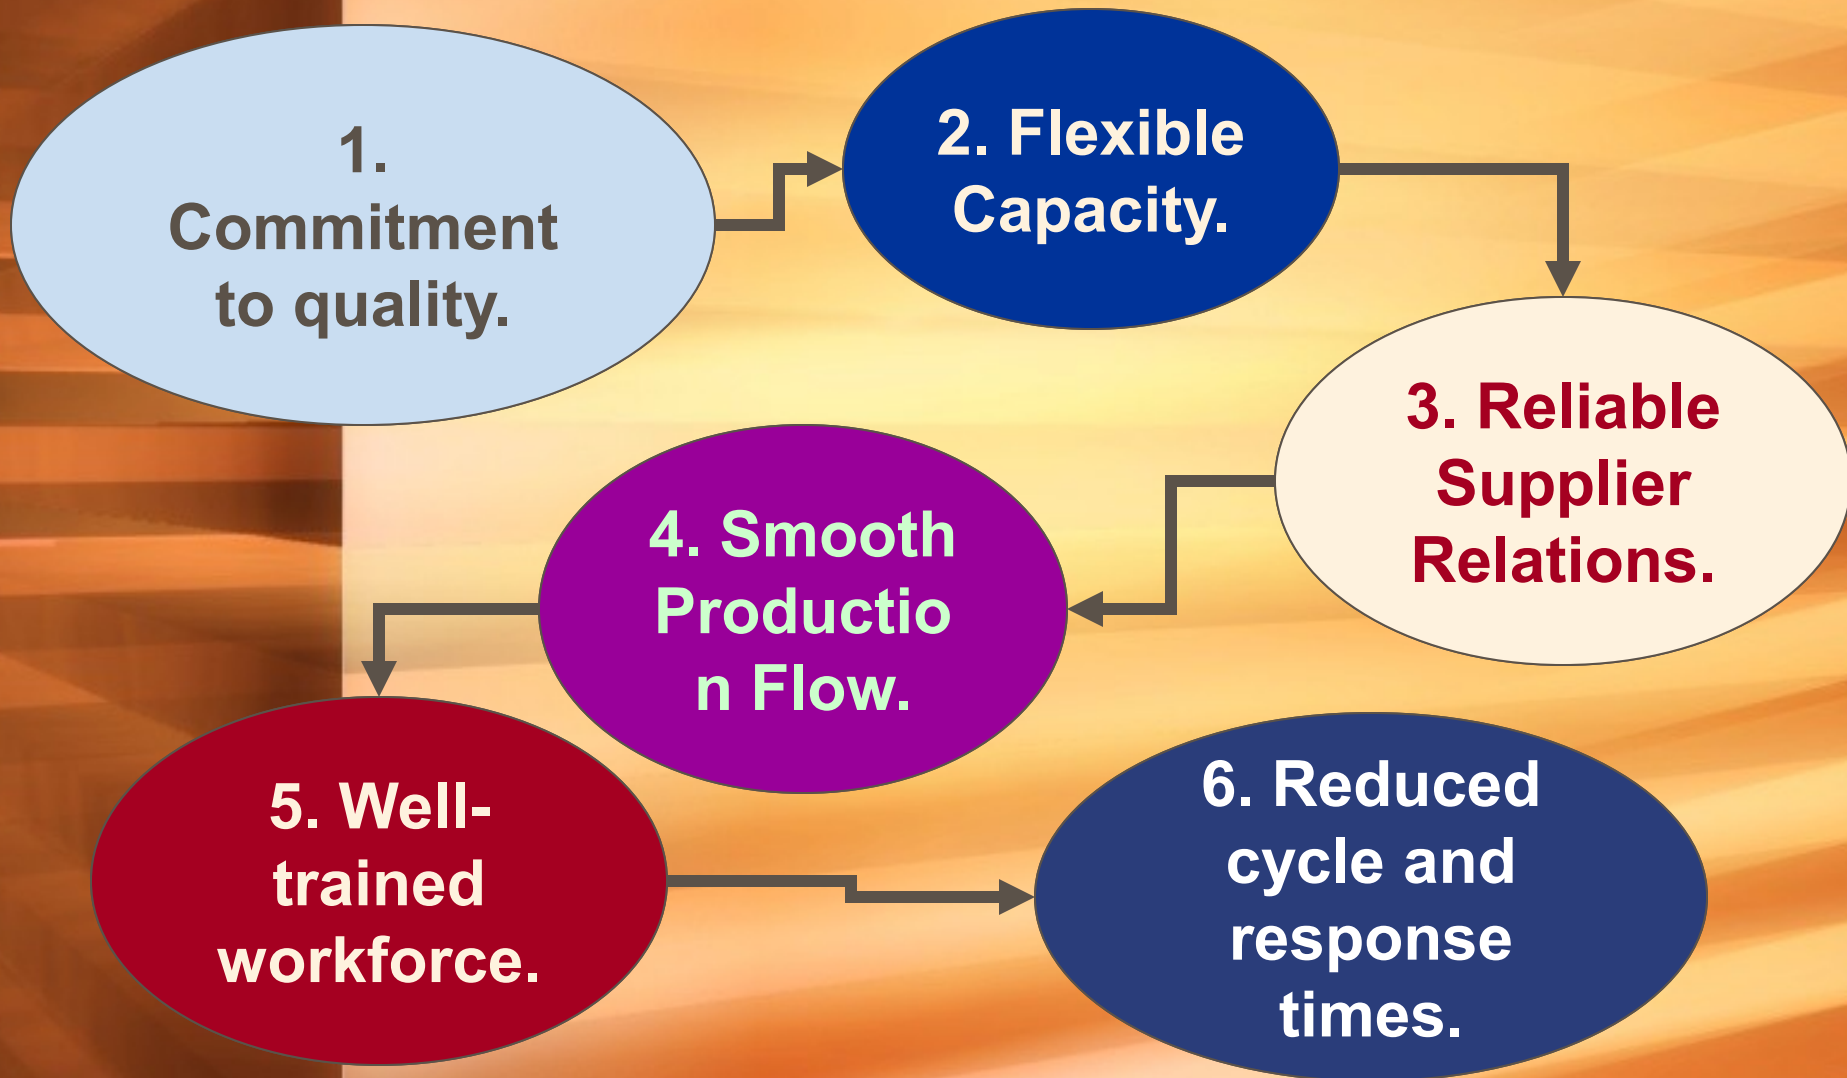 1.
Commitment
to quality.
2. Flexible
Capacity.
3. Reliable
Supplier
Relations.
4. Smooth
Productio
n Flow.
5. Well-
trained
workforce.
6. Reduced
cycle and
response
times.